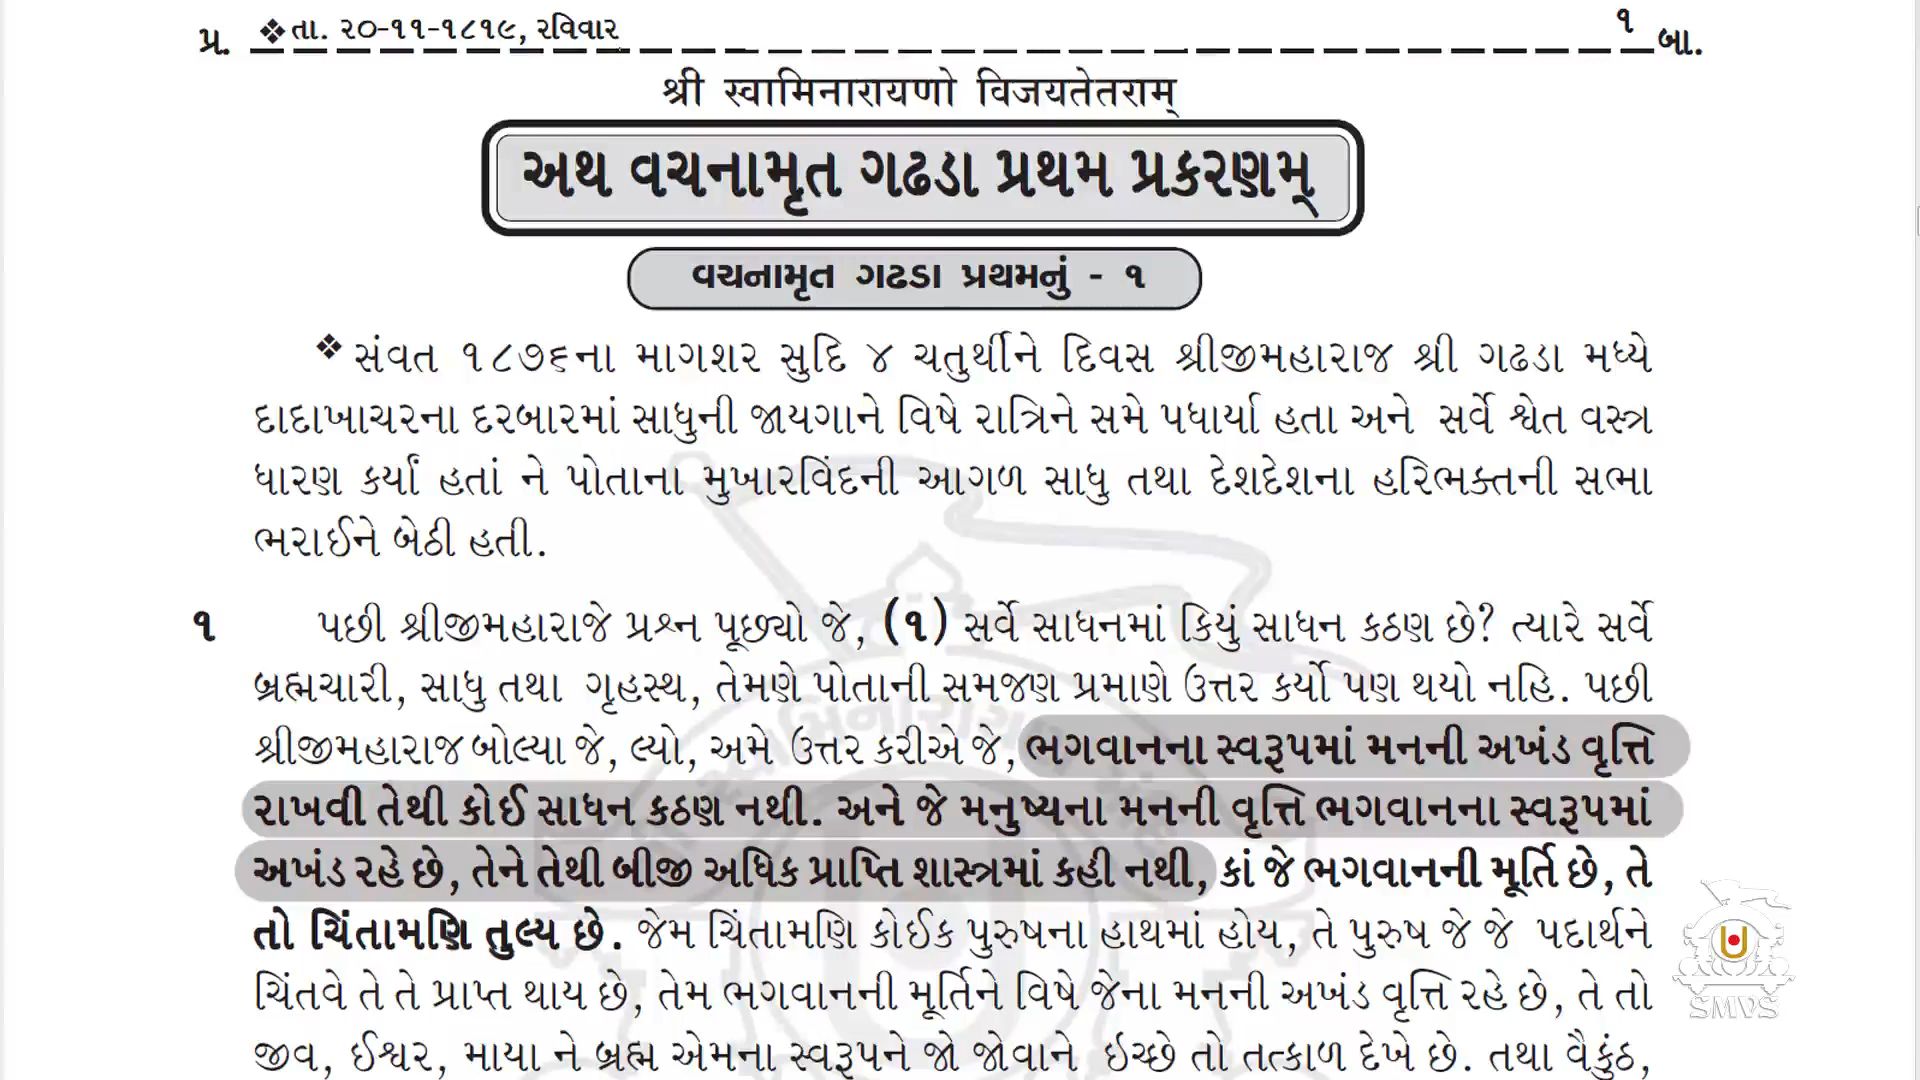 પ્ર. ❖ તા. ૨૦-૧૧-૧૮૧૯, રવિવાર ૧ બા.
શ્રી સ્વામિનારાયણો વિજયતેતરામ્
અથ વચનામૃત ગઢડા પ્રથમ પ્રકરણમ્
વચનામૃત ગઢડા પ્રથમનું - ૧
❖ સંવત ૧૮૭૬ના માગશર સુદિ ૪ ચતુર્થીને દિવસ શ્રીજીમહારાજ શ્રી ગઢડા મધ્યે
દાદાખાચરના દરબારમાં સાધુની જાયગાને વિષે રાત્રિને સમે પધાર્યા હતા અને સર્વે શ્વેત વસ્ત્ર
ધારણ કર્યાં હતાં ને પોતાના મુખારવિંદની આગળ સાધુ તથા દેશદેશના હરિભક્તની સભા
ભરાઈને બેઠી હતી.
૧ પછી શ્રીજીમહારાજે પ્રશ્ન પૂછ્યો જે, (૧) સર્વે સાધનમાં કિયું સાધન કઠણ છે? ત્યારે સર્વે
બ્રહ્મચારી, સાધુ તથા ગૃહસ્થ, તેમણે પોતાની સમજણ પ્રમાણે ઉત્તર કર્યો પણ થયો નહિ. પછી
શ્રીજીમહારાજ બોલ્યા જે, લ્યો, અમે ઉત્તર કરીએ જે, ભગવાનના સ્વરૂપમાં મનની અખંડ વૃત્તિ
રાખવી તેથી કોઈ સાધન કઠણ નથી. અને જે મનુષ્યના મનની વૃત્તિ ભગવાનના સ્વરૂપમાં
અખંડ રહે છે, તેને તેથી બીજી અધિક પ્રાપ્તિ શાસ્ત્રમાં કહી નથી, કાં જે ભગવાનની મૂર્તિ છે, તે
તો ચિંતામણિ તુલ્ય છે. જેમ ચિંતામણિ કોઈક પુરુષના હાથમાં હોય, તે પુરુષ જે જે પદાર્થને
ચિંતવે તે તે પ્રાપ્ત થાય છે, તેમ ભગવાનની મૂર્તિને વિષે જેના મનની અખંડ વૃત્તિ રહે છે, તે તો
જીવ, ઈશ્વર, માયા ને બ્રહ્મ એમના સ્વરૂપને જો જોવાને ઇચ્છે તો તત્કાળ દેખે છે. તથા વૈકુંઠ,
SMVS